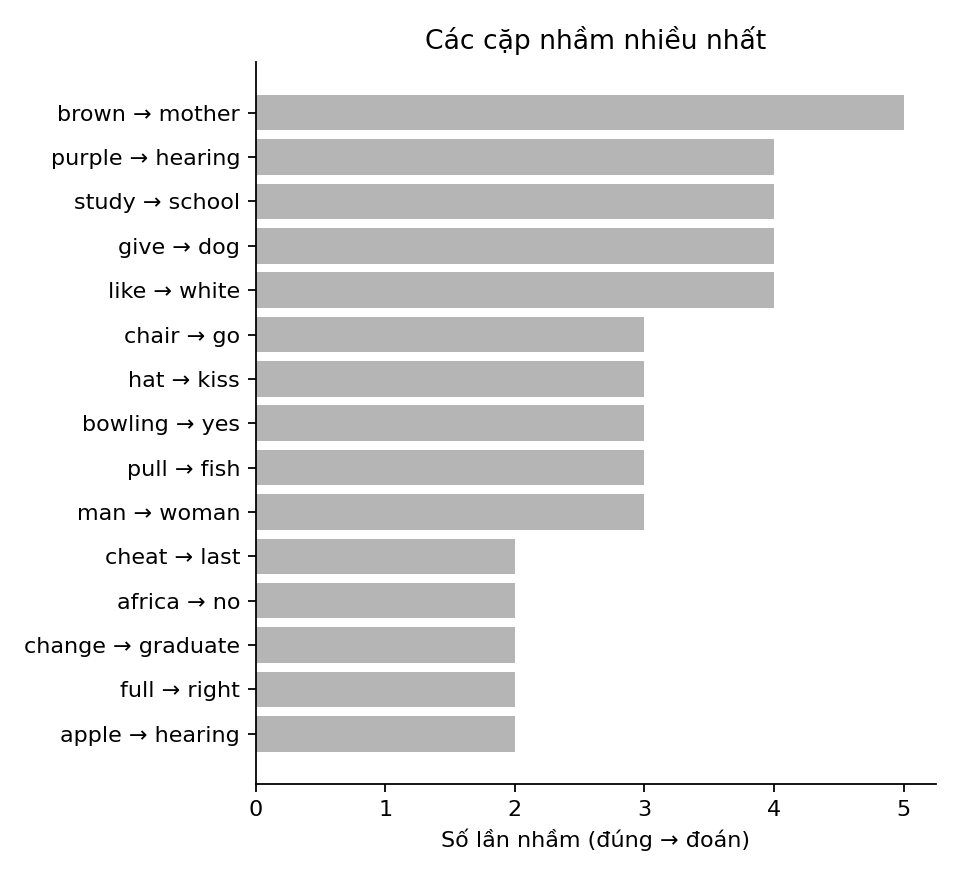 Các cặp nhầm nhiều nhất
brown → mother
purple → hearing
study → school
give → dog
like → white
chair → go
hat → kiss
bowling → yes
pull → fish
man → woman
cheat → last
africa → no
change → graduate
full → right
apple → hearing
0 1 2 3 4 5
Số lần nhầm (đúng → đoán)